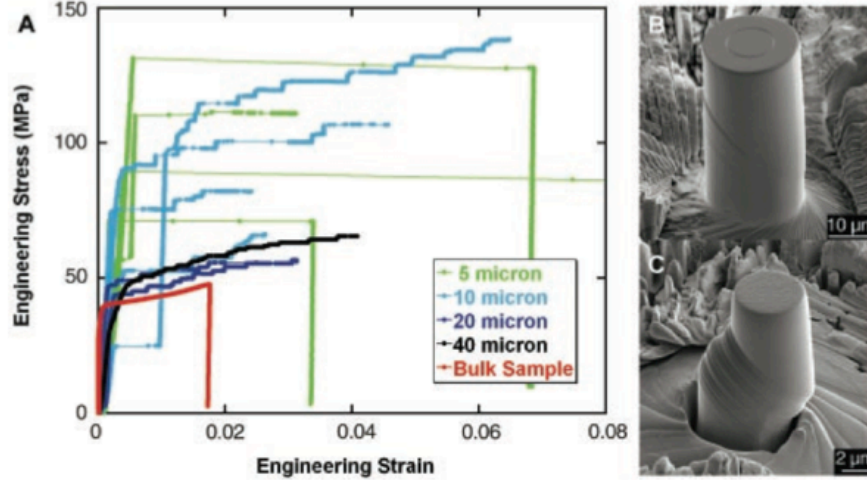 A
150
100
50
0
0
0.02
0.04
0.06
0.08
Engineering Stress (MPa)
Engineering Strain
5 micron
10 micron
20 micron
40 micron
Bulk Sample
B
10 µm
C
2 µm